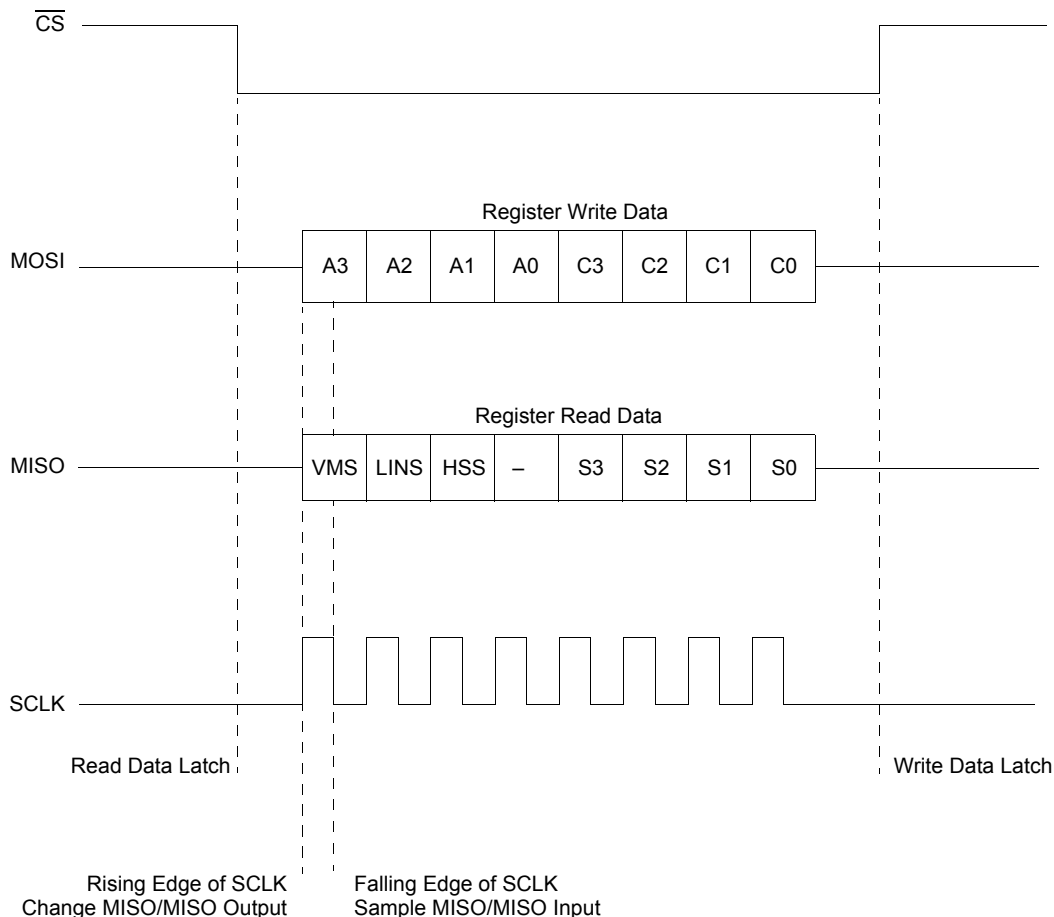 CS
Register Write Data
MOSI
A3 A2 A1 A0 C3 C2 C1 C0
Register Read Data
MISO
VMS LINS HSS – S3 S2 S1 S0
SCLK
Read Data Latch
Write Data Latch
Rising Edge of SCLK
Change MISO/MISO Output
Falling Edge of SCLK
Sample MISO/MISO Input